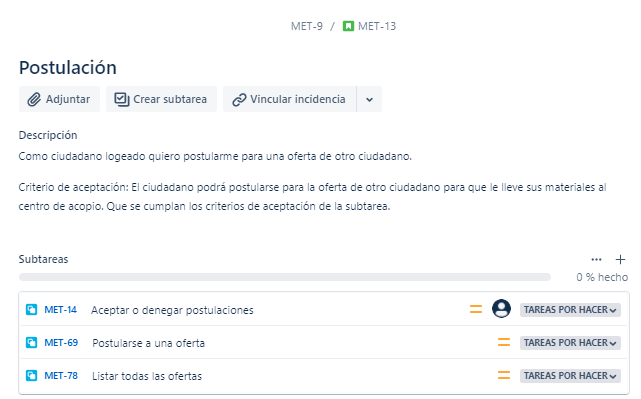 MET-9 / MET-13
Postulación
Adjuntar Crear subtarea Vincular incidencia
Descripción
Como ciudadano logeado quiero postularme para una oferta de otro ciudadano.
Criterio de aceptación: El ciudadano podrá postularse para la oferta de otro ciudadano para que le lleve sus materiales al
centro de acopio. Que se cumplan los criterios de aceptación de la subtarea.
Subtareas
0 % hecho
MET-14 Aceptar o denegar postulaciones TAREAS POR HACER
MET-69 Postularse a una oferta TAREAS POR HACER
MET-78 Listar todas las ofertas TAREAS POR HACER